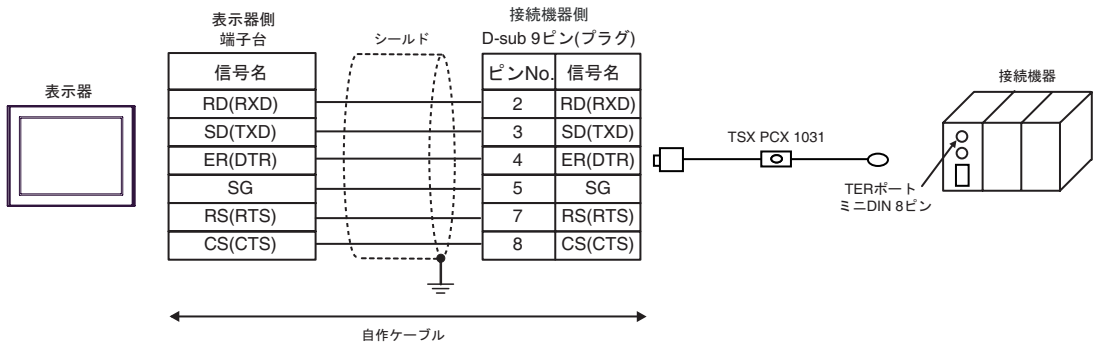 表示器
表示器側
端子台
信号名
RD(RXD)
SD(TXD)
ER(DTR)
SG
RS(RTS)
CS(CTS)
シールド
接続機器側
D-sub 9ピン(プラグ)
ピンNo. 信号名
2 RD(RXD)
3 SD(TXD)
4 ER(DTR)
5 SG
7 RS(RTS)
8 CS(CTS)
自作ケーブル
TSX PCX 1031
接続機器
TERポート
ミニDIN 8ピン